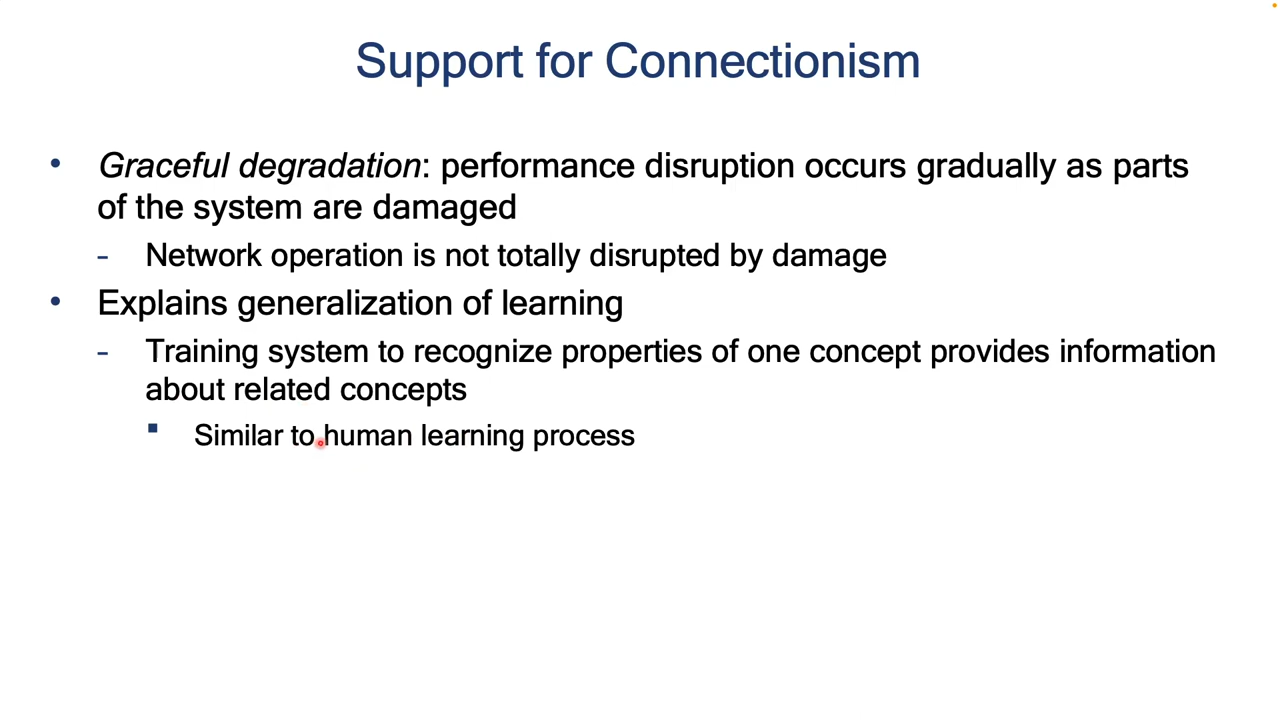 Support for Connectionism
• Graceful degradation: performance disruption occurs gradually as parts
of the system are damaged
- Network operation is not totally disrupted by damage
• Explains generalization of learning
- Training system to recognize properties of one concept provides information
about related concepts
▪ Similar to human learning process